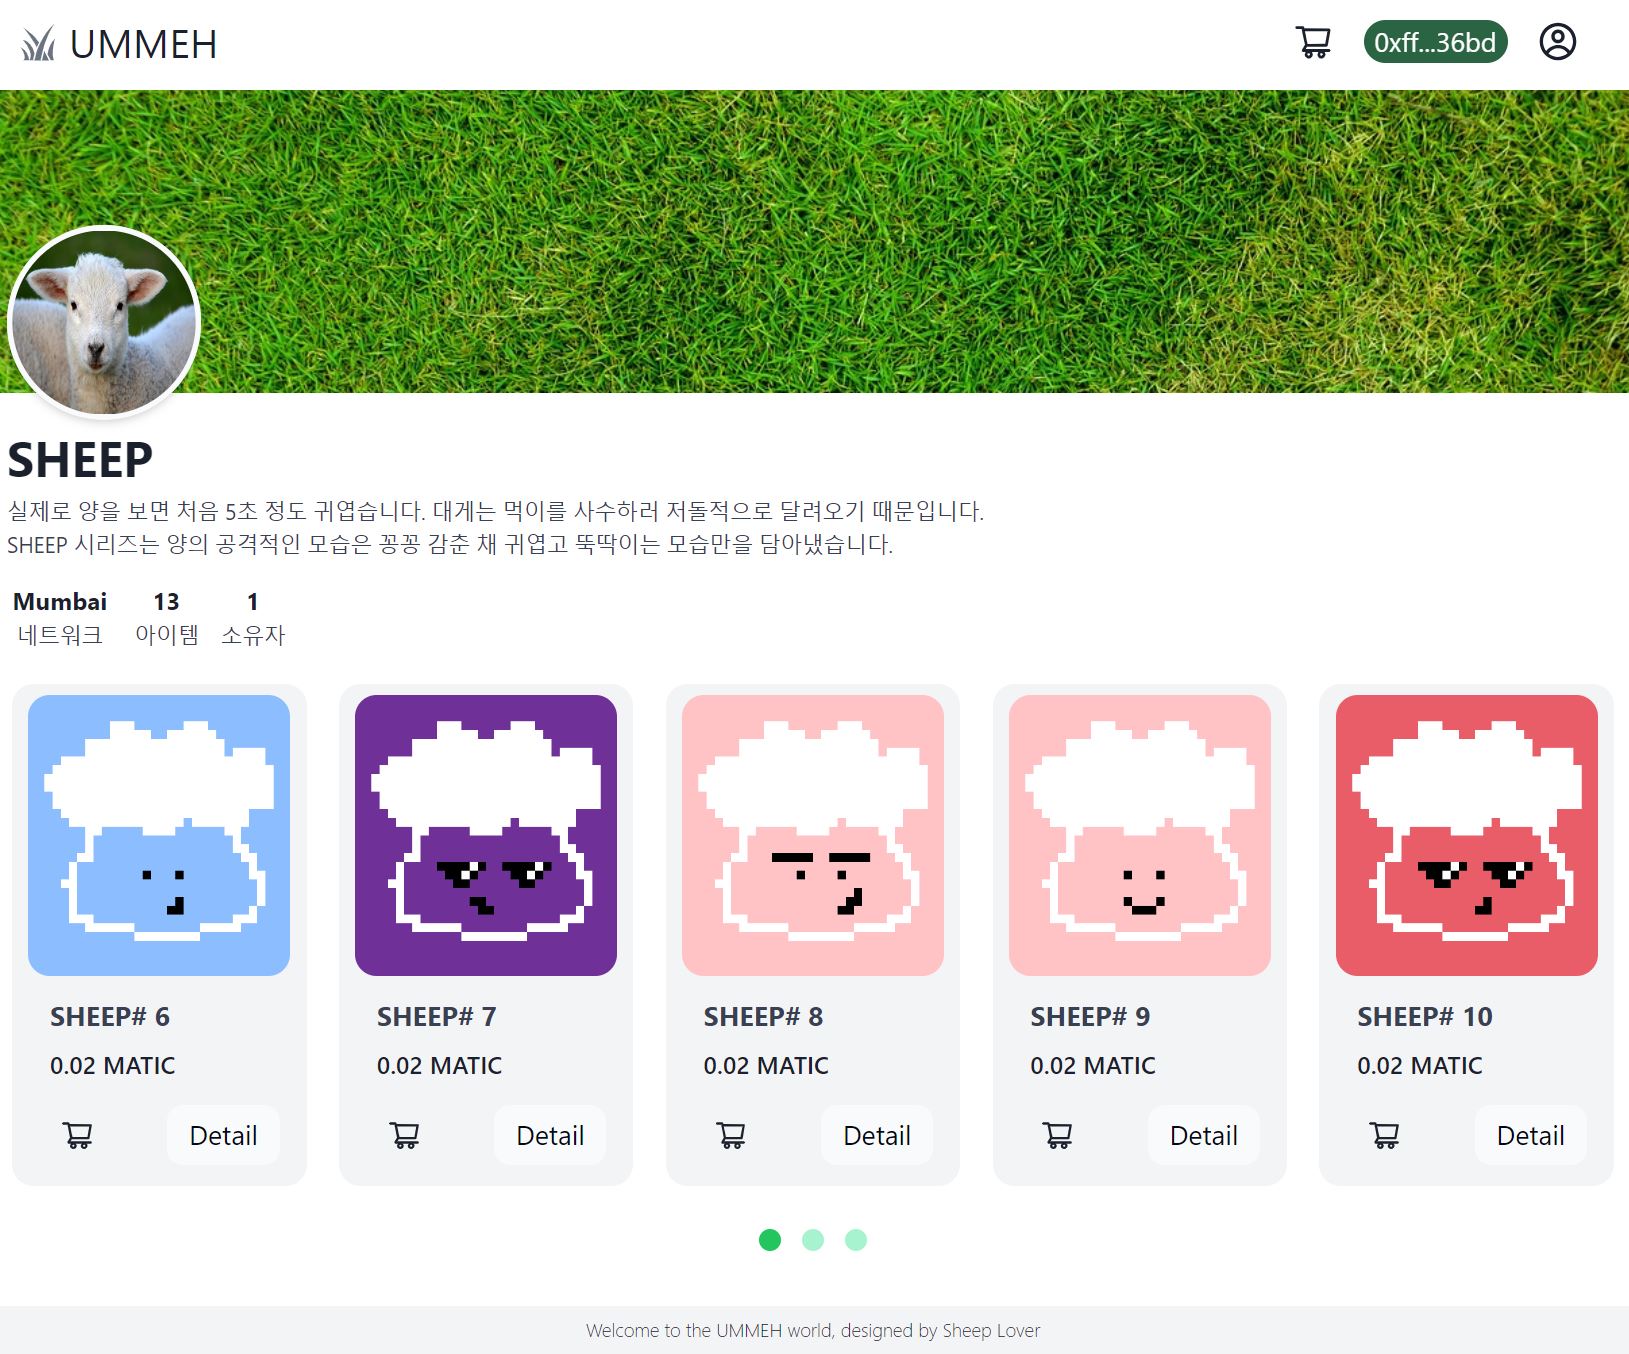 UMMEH
0xff...36bd
SHEEP
실제로 양을 보면 처음 5초 정도 귀엽습니다. 대게는 먹이를 사수하러 저돌적으로 달려오기 때문입니다.
SHEEP 시리즈는 양의 공격적인 모습은 꽁꽁 감춘 채 귀엽고 뚝딱이는 모습만을 담아냈습니다.
Mumbai 13 1
네트워크 아이템 소유자
SHEEP# 6 SHEEP# 7 SHEEP# 8 SHEEP# 9 SHEEP# 10
0.02 MATIC 0.02 MATIC 0.02 MATIC 0.02 MATIC 0.02 MATIC
Detail Detail Detail Detail Detail
Welcome to the UMMEH world, designed by Sheep Lover